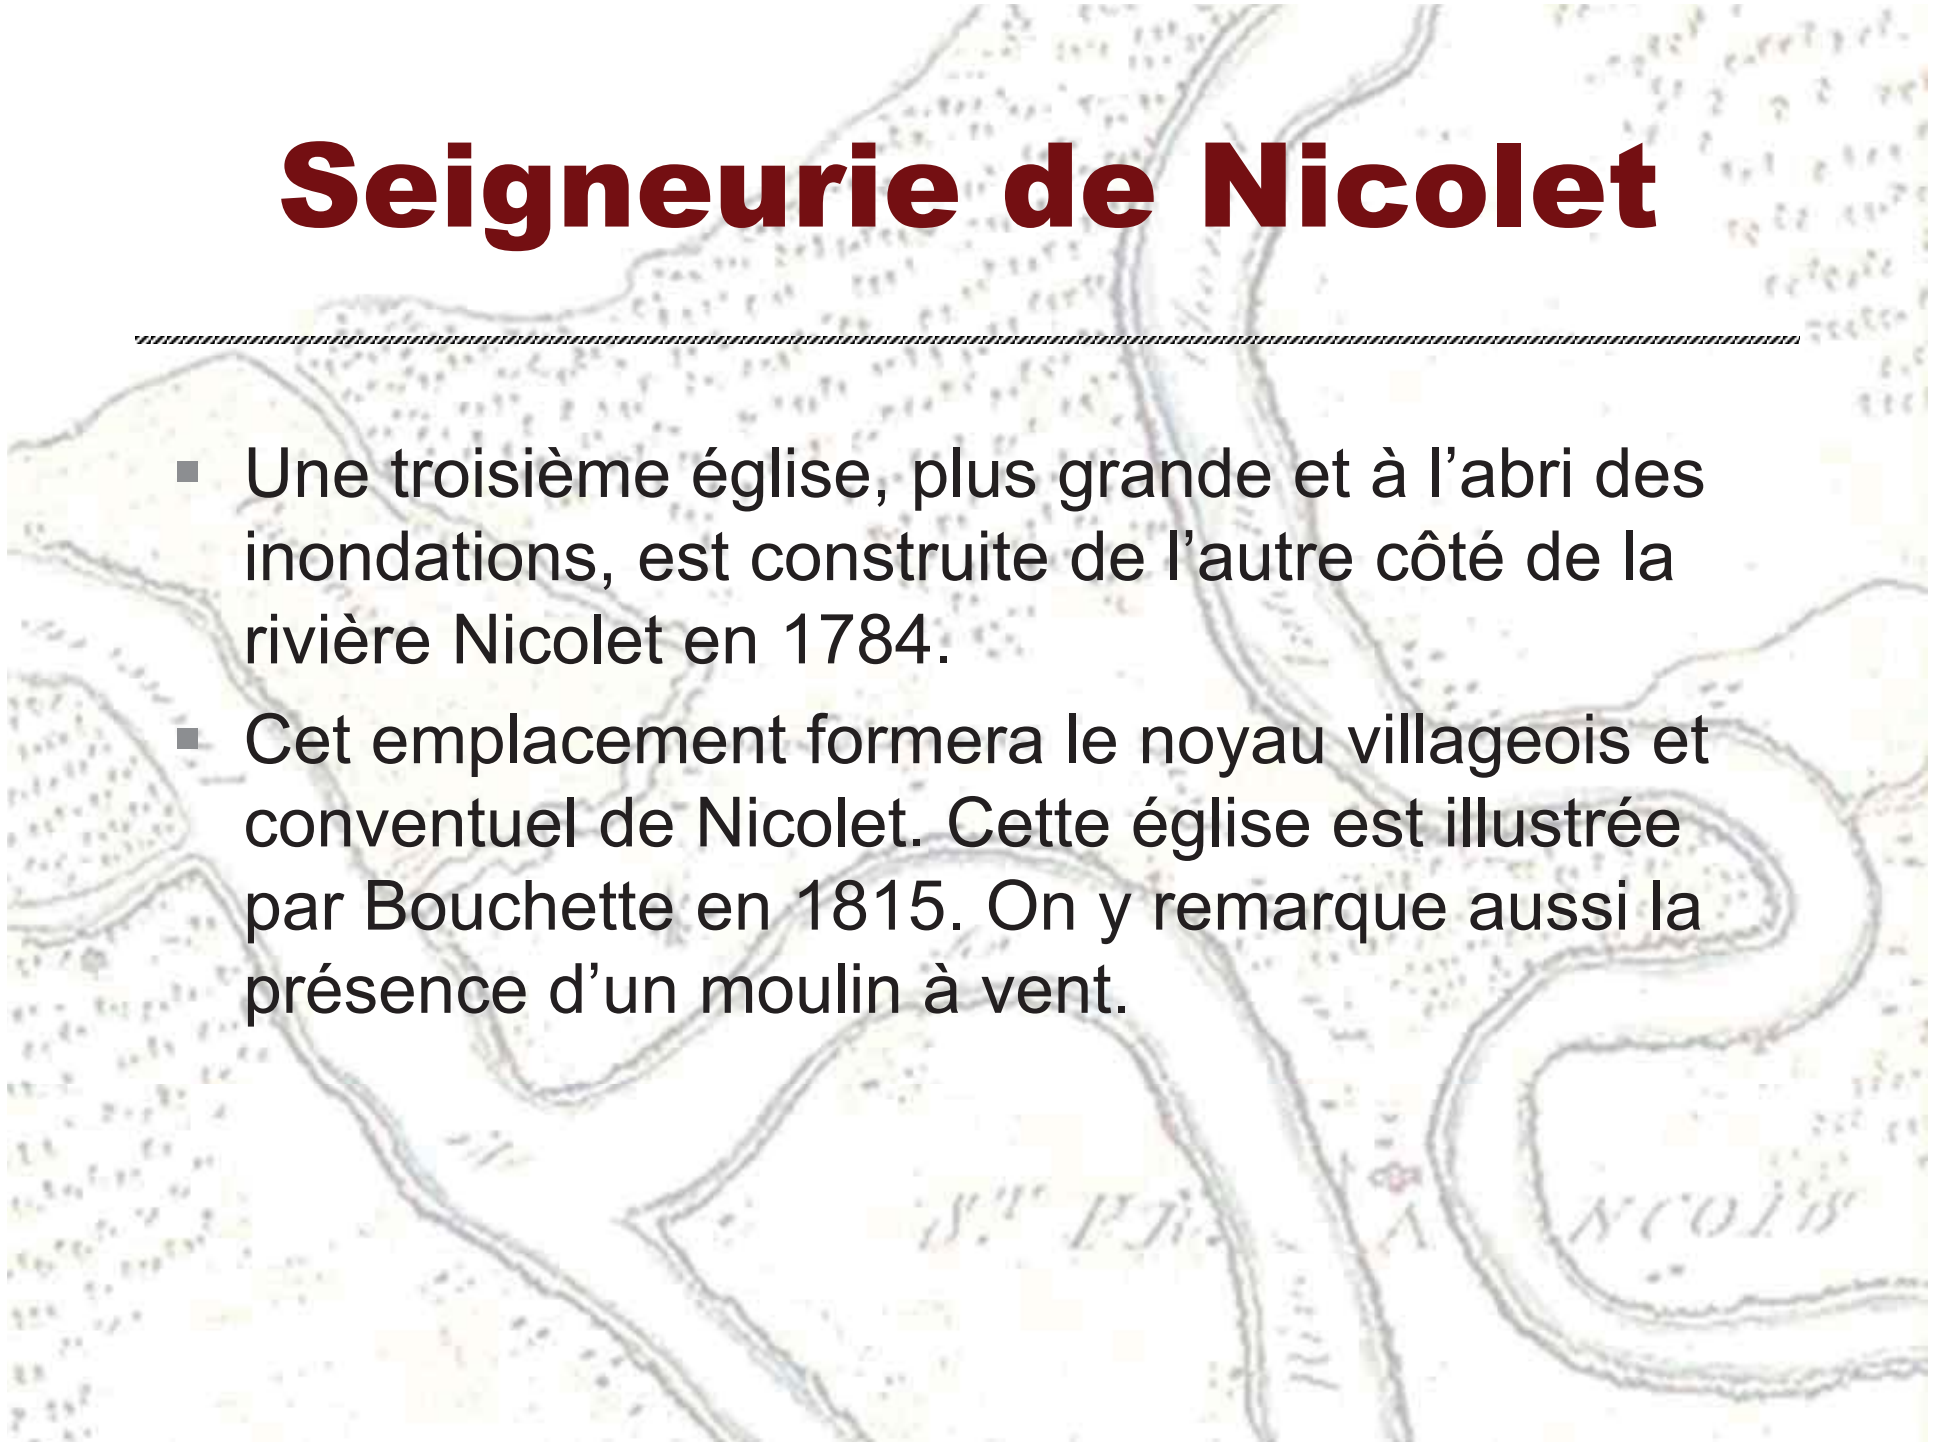 Seigneurie de Nicolet
Une troisième église, plus grande et à l’abri des
inondations, est construite de l’autre côté de la
rivière Nicolet en 1784.
Cet emplacement formera le noyau villageois et
conventuel de Nicolet. Cette église est illustrée
par Bouchette en 1815. On y remarque aussi la
présence d’un moulin à vent.